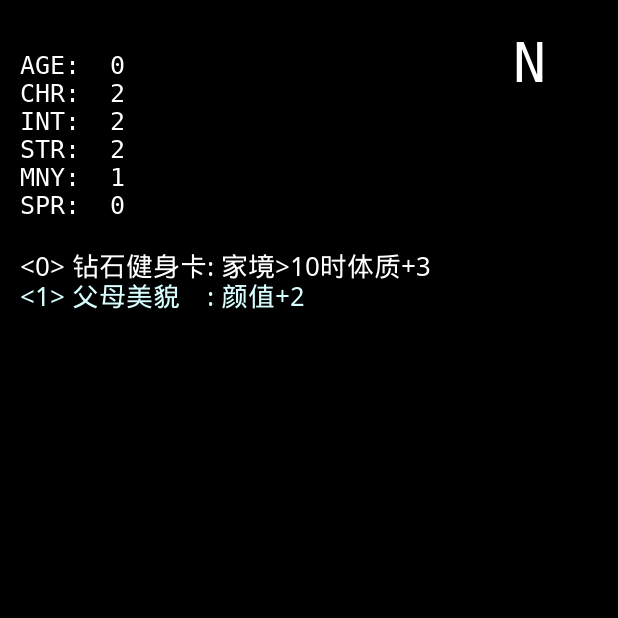 N
AGE: 0
CHR: 2
INT: 2
STR: 2
MNY: 1
SPR: 0
<0> 钻石健身卡: 家境>10时体质+3
<1> 父母美貌 : 颜值+2